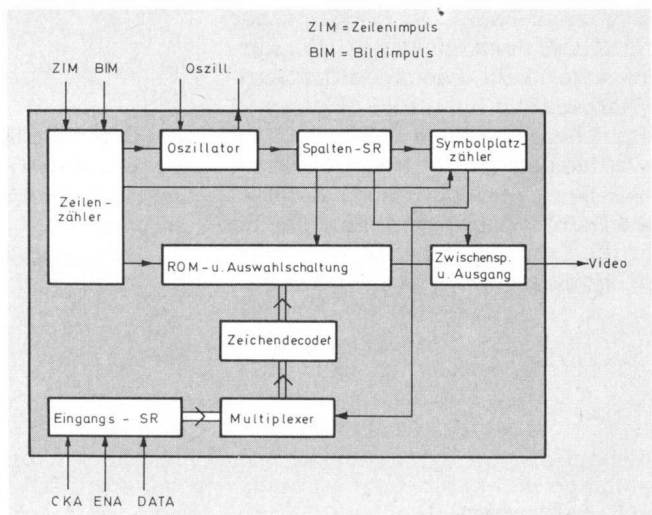 ZIM = Zeilenimpuls
BIM = Bildimpuls
ZIM BIM Oszill.
Zeilen-
zähler
Oszillator
Spalten-SR
Symbolplatz-
zähler
ROM-u. Auswahlschaltung
Zwischensp.
u. Ausgang
Video
Zeichendecoder
Eingangs - SR
Multiplexer
CKA ENA DATA